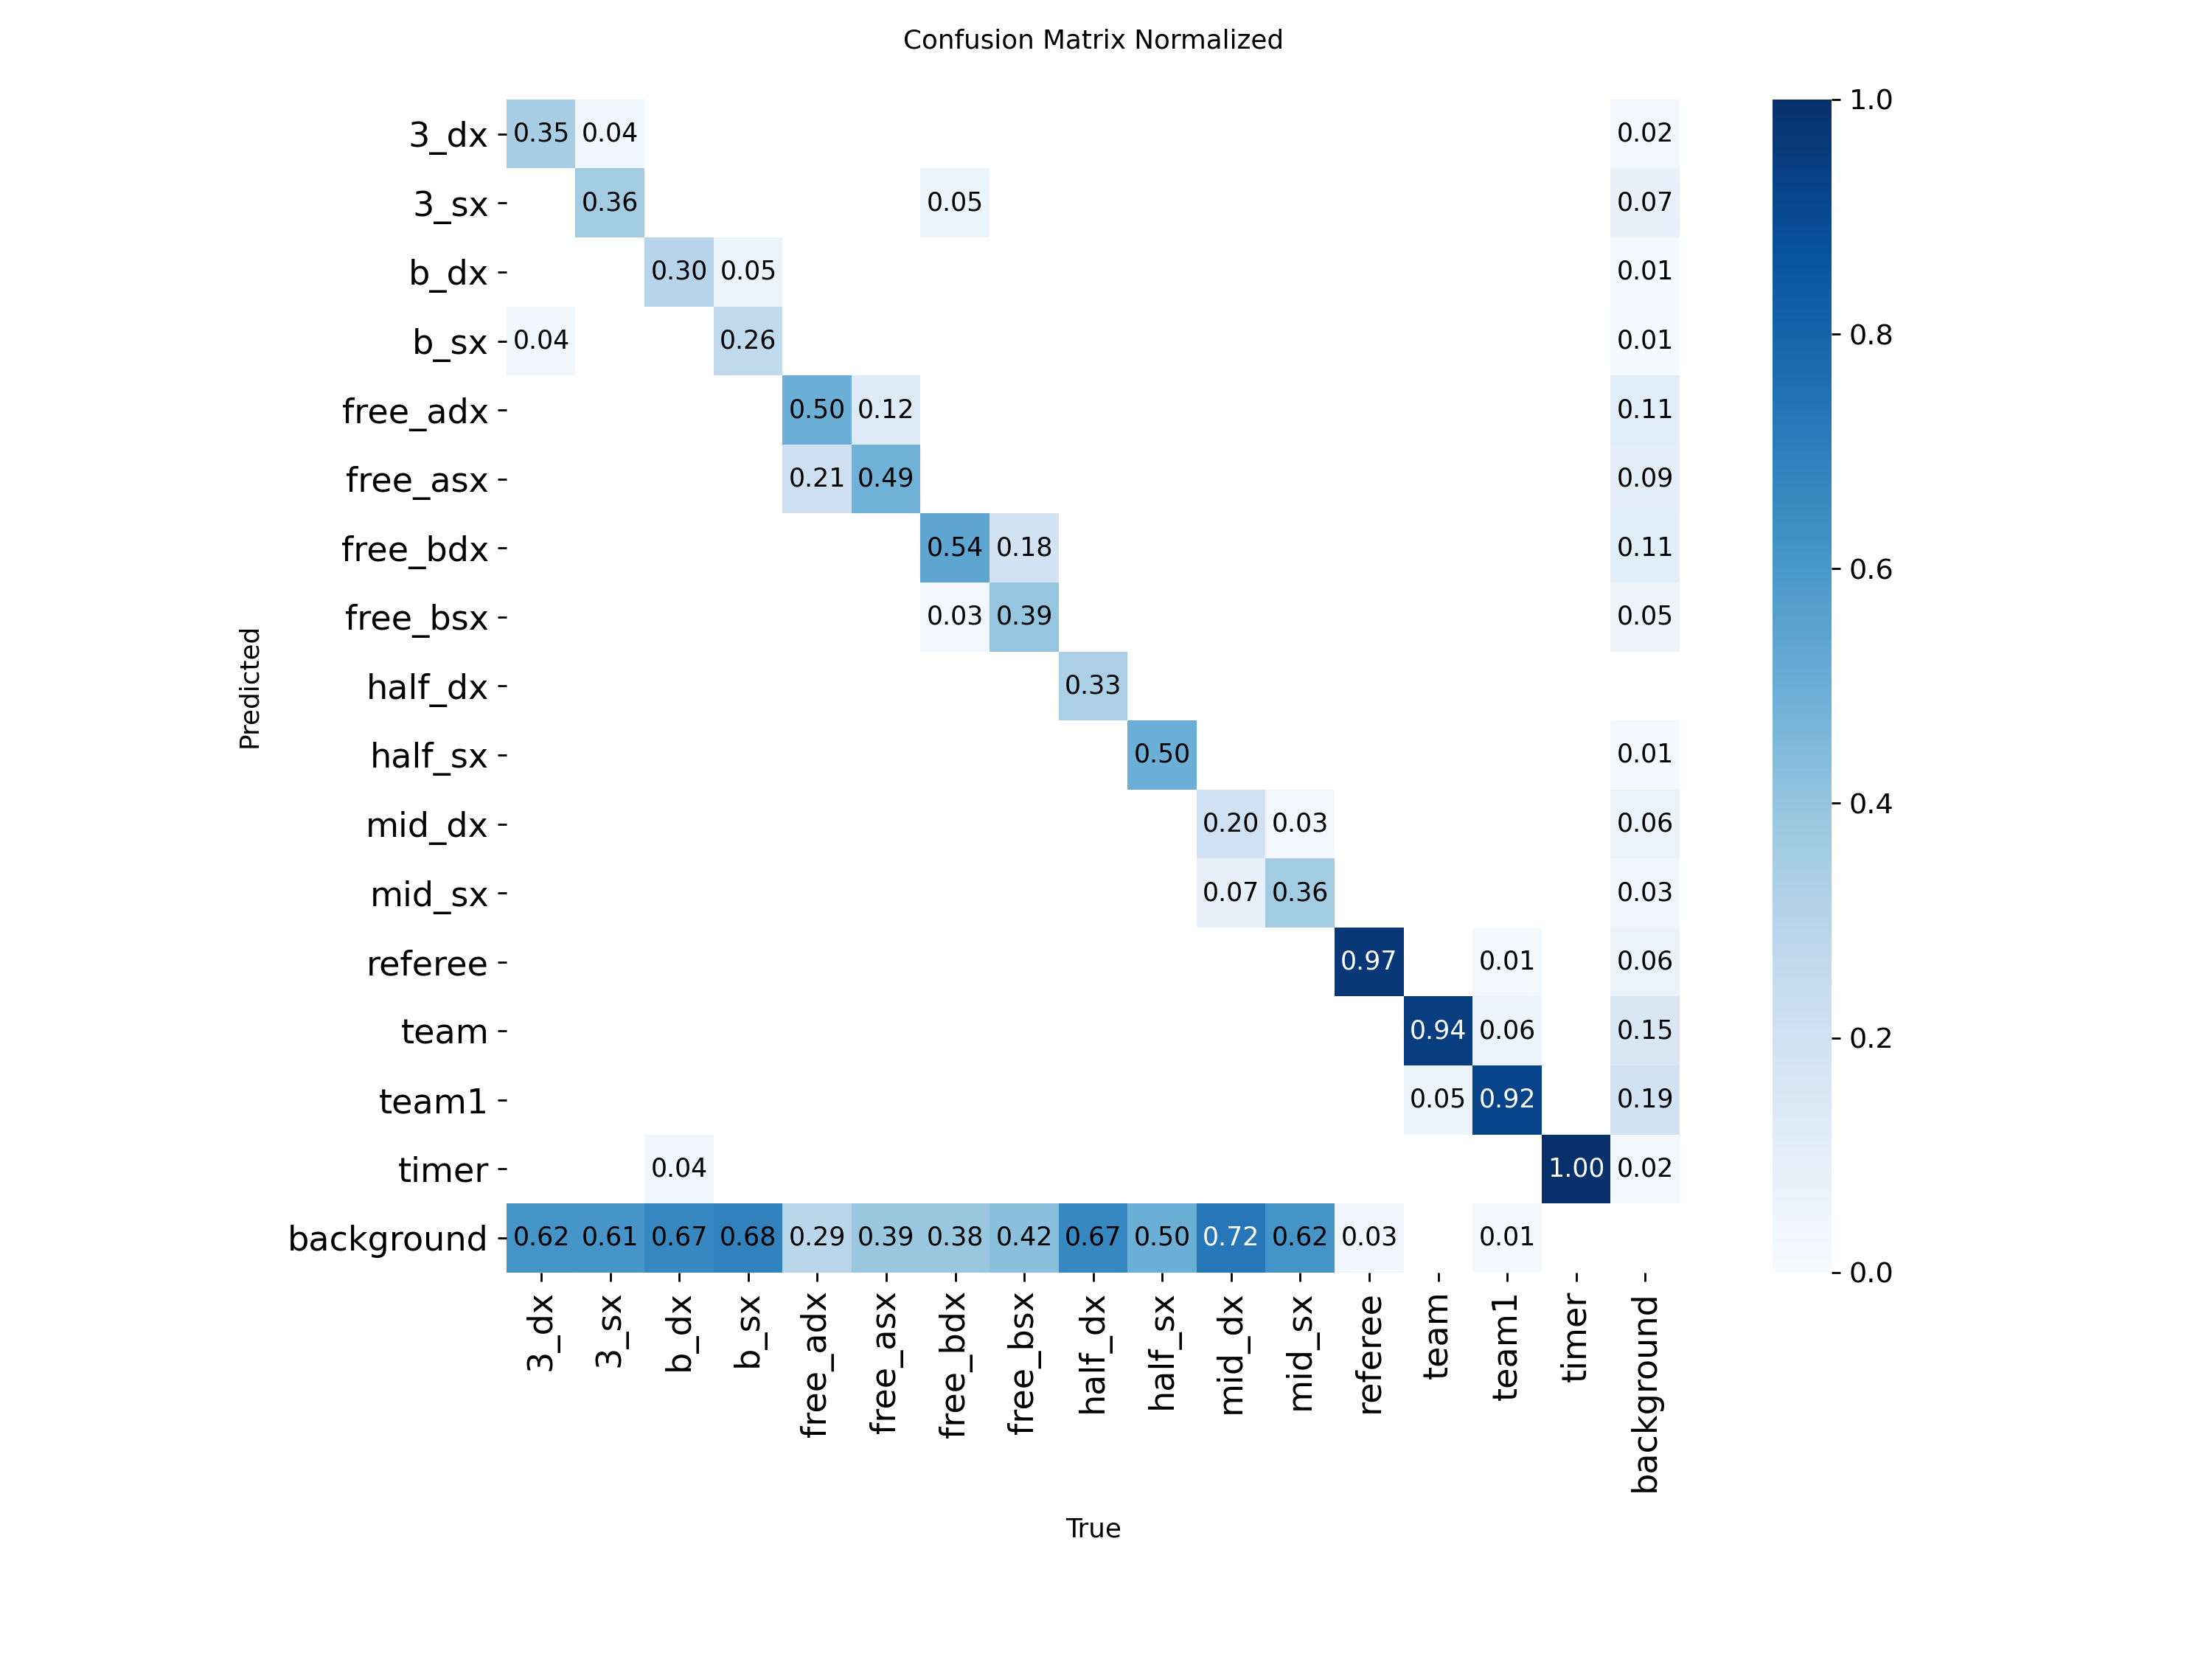 Confusion Matrix Normalized
3_dx 0.35 0.04 0.02
3_sx 0.36 0.05 0.07
b_dx 0.30 0.05 0.01
b_sx 0.04 0.26 0.01
free_adx 0.50 0.12 0.11
free_asx 0.21 0.49 0.09
free_bdx 0.54 0.18 0.11
free_bsx 0.03 0.39 0.05
half_dx 0.33
half_sx 0.50 0.01
mid_dx 0.20 0.03 0.06
mid_sx 0.07 0.36 0.03
referee 0.97 0.01 0.06
team 0.94 0.06 0.15
team1 0.05 0.92 0.19
timer 0.04 1.00 0.02
background 0.62 0.61 0.67 0.68 0.29 0.39 0.38 0.42 0.67 0.50 0.72 0.62 0.03 0.01
3_dx 3_sx b_dx b_sx free_adx free_asx free_bdx free_bsx half_dx half_sx mid_dx mid_sx referee team team1 timer background
True
Predicted
1.0
0.8
0.6
0.4
0.2
0.0